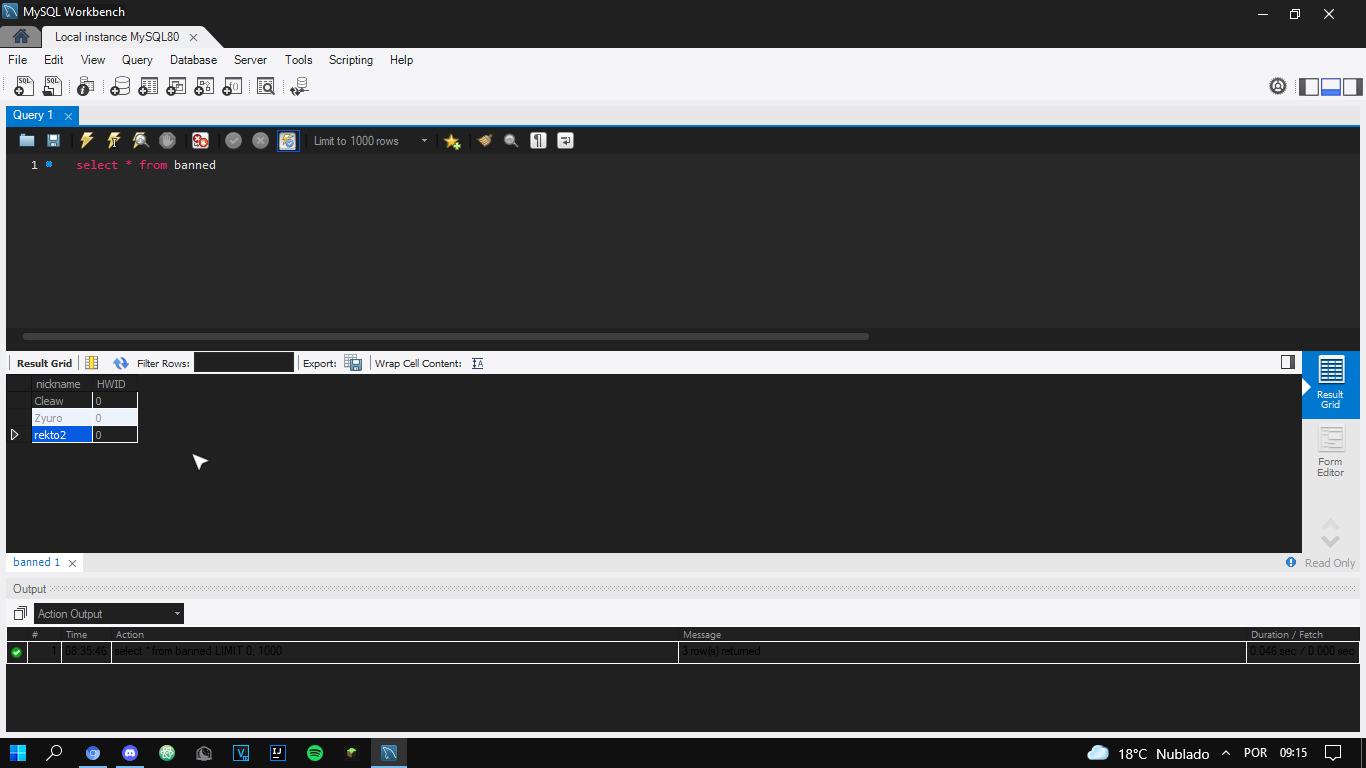 MySQL Workbench
Local instance MySQL80
File Edit View Query Database Server Tools Scripting Help
SQL SQL
Query 1
Limit to 1000 rows
1 select * from banned
Result Grid Filter Rows: Export: Wrap Cell Content: IA
nickname HWID
Cleaw 0
Zyuro 0
rekto2 0
Result
Grid
Form
Editor
banned 1 Read Only
Output
Action Output
# Time Action Message Duration / Fetch
1 08:35:46 select * from banned LIMIT 0, 1000 3 row(s) returned 0.046 sec / 0.000 sec
18°C Nublado POR 09:15